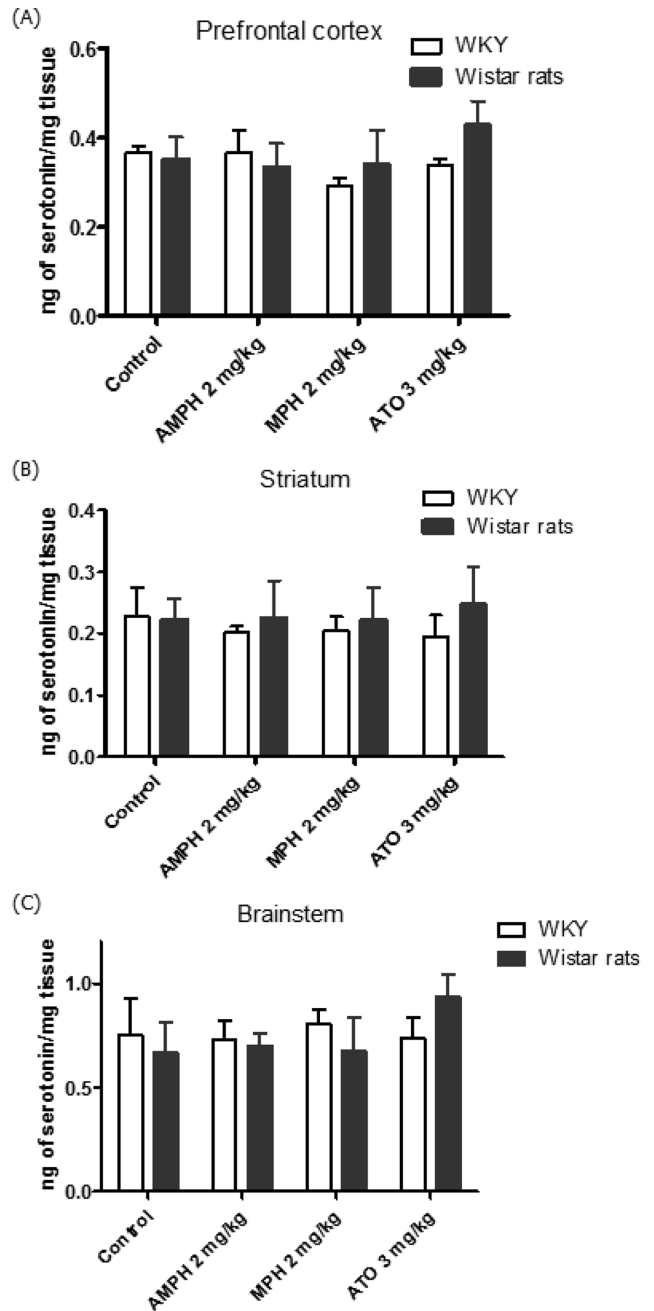 (A)
Prefrontal cortex
WKY
Wistar rats
ng of serotonin/mg tissue
0.6
0.4
0.2
0.0
Control
AMPH 2 mg/kg
MPH 2 mg/kg
ATO 3 mg/kg
(B)
Striatum
WKY
Wistar rats
ng of serotonin/mg tissue
0.4
0.3
0.2
0.1
0.0
Control
AMPH 2 mg/kg
MPH 2 mg/kg
ATO 3 mg/kg
(C)
Brainstem
WKY
Wistar rats
ng of serotonin/mg tissue
1.0
0.5
0.0
Control
AMPH 2 mg/kg
MPH 2 mg/kg
ATO 3 mg/kg